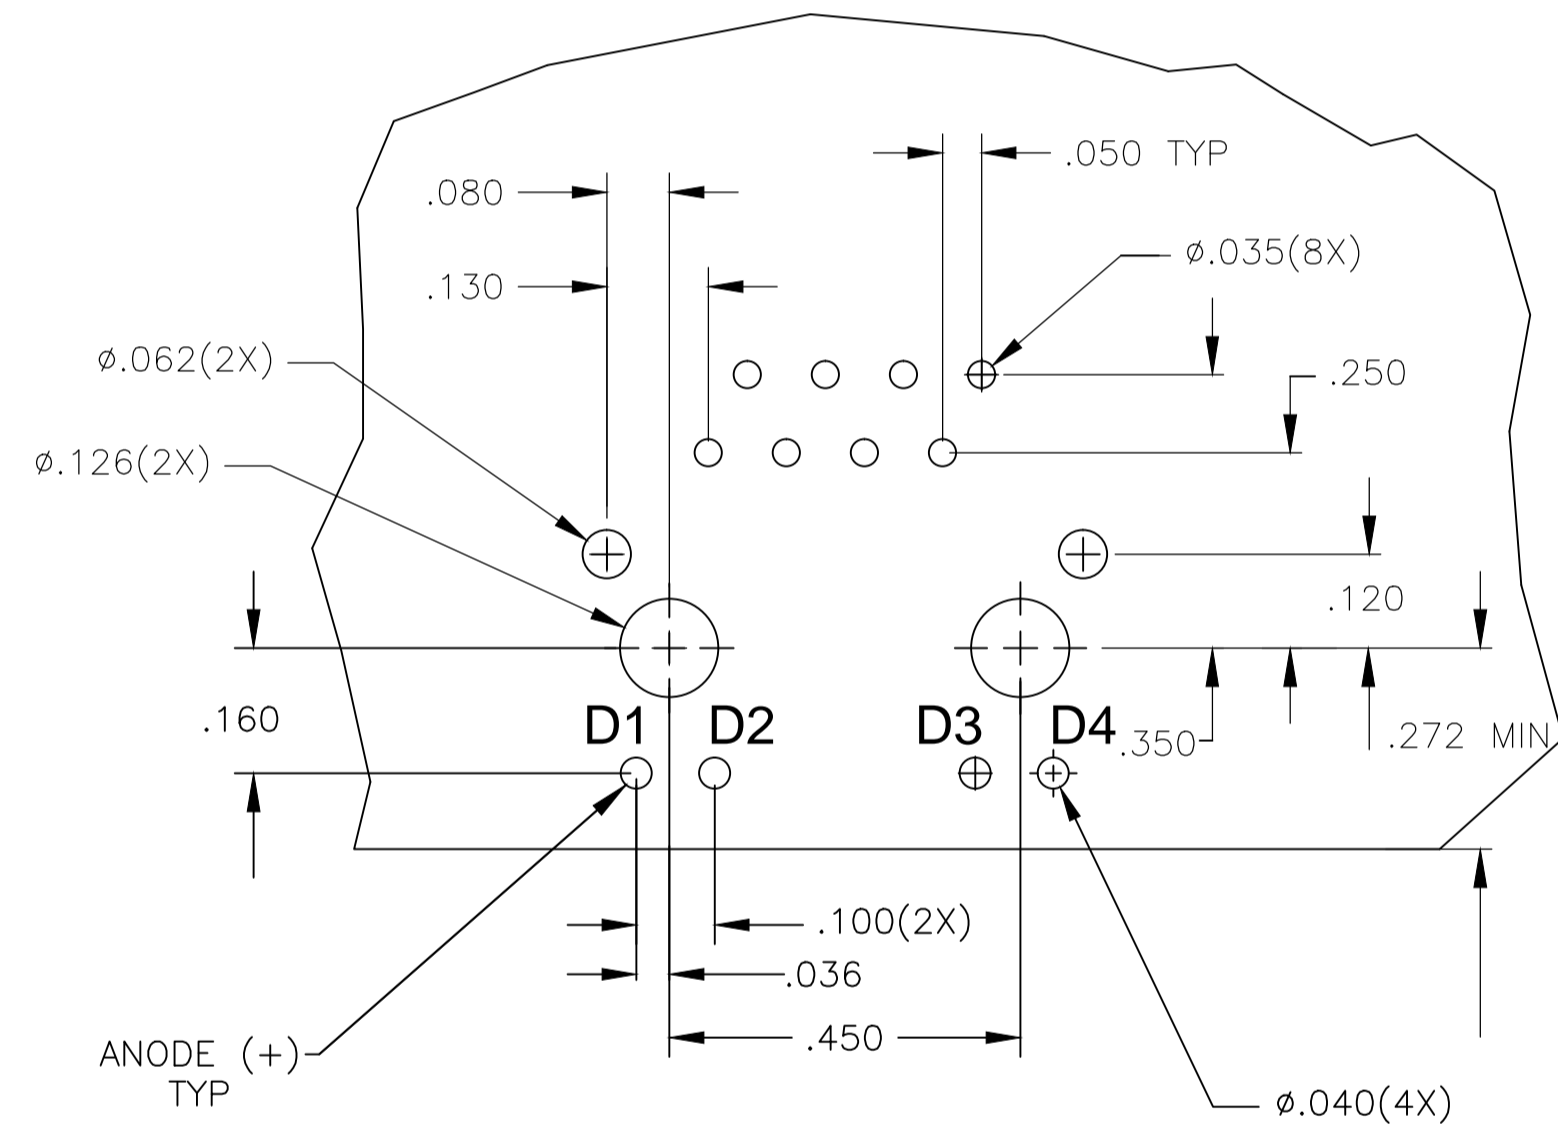 .050 TYP
.080
ø.035(8X)
.130
ø.062(2X)
.250
ø.126(2X)
.120
.160
D1 D2 D3 D4
.350
.272 MIN
.100(2X)
.036
.450
ANODE (+)
TYP
ø.040(4X)